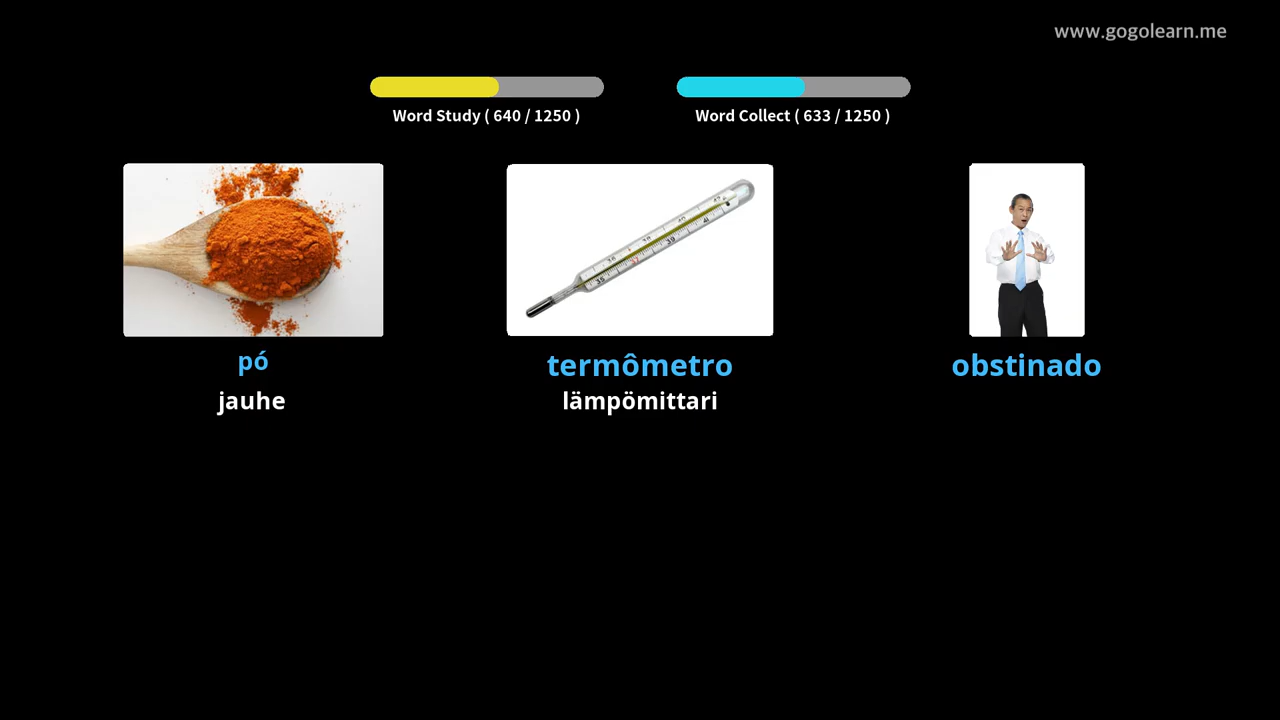 www.gogolearn.me
Word Study ( 640 / 1250 )
Word Collect ( 633 / 1250 )
pó
jauhe
termômetro
lämpömittari
obstinado